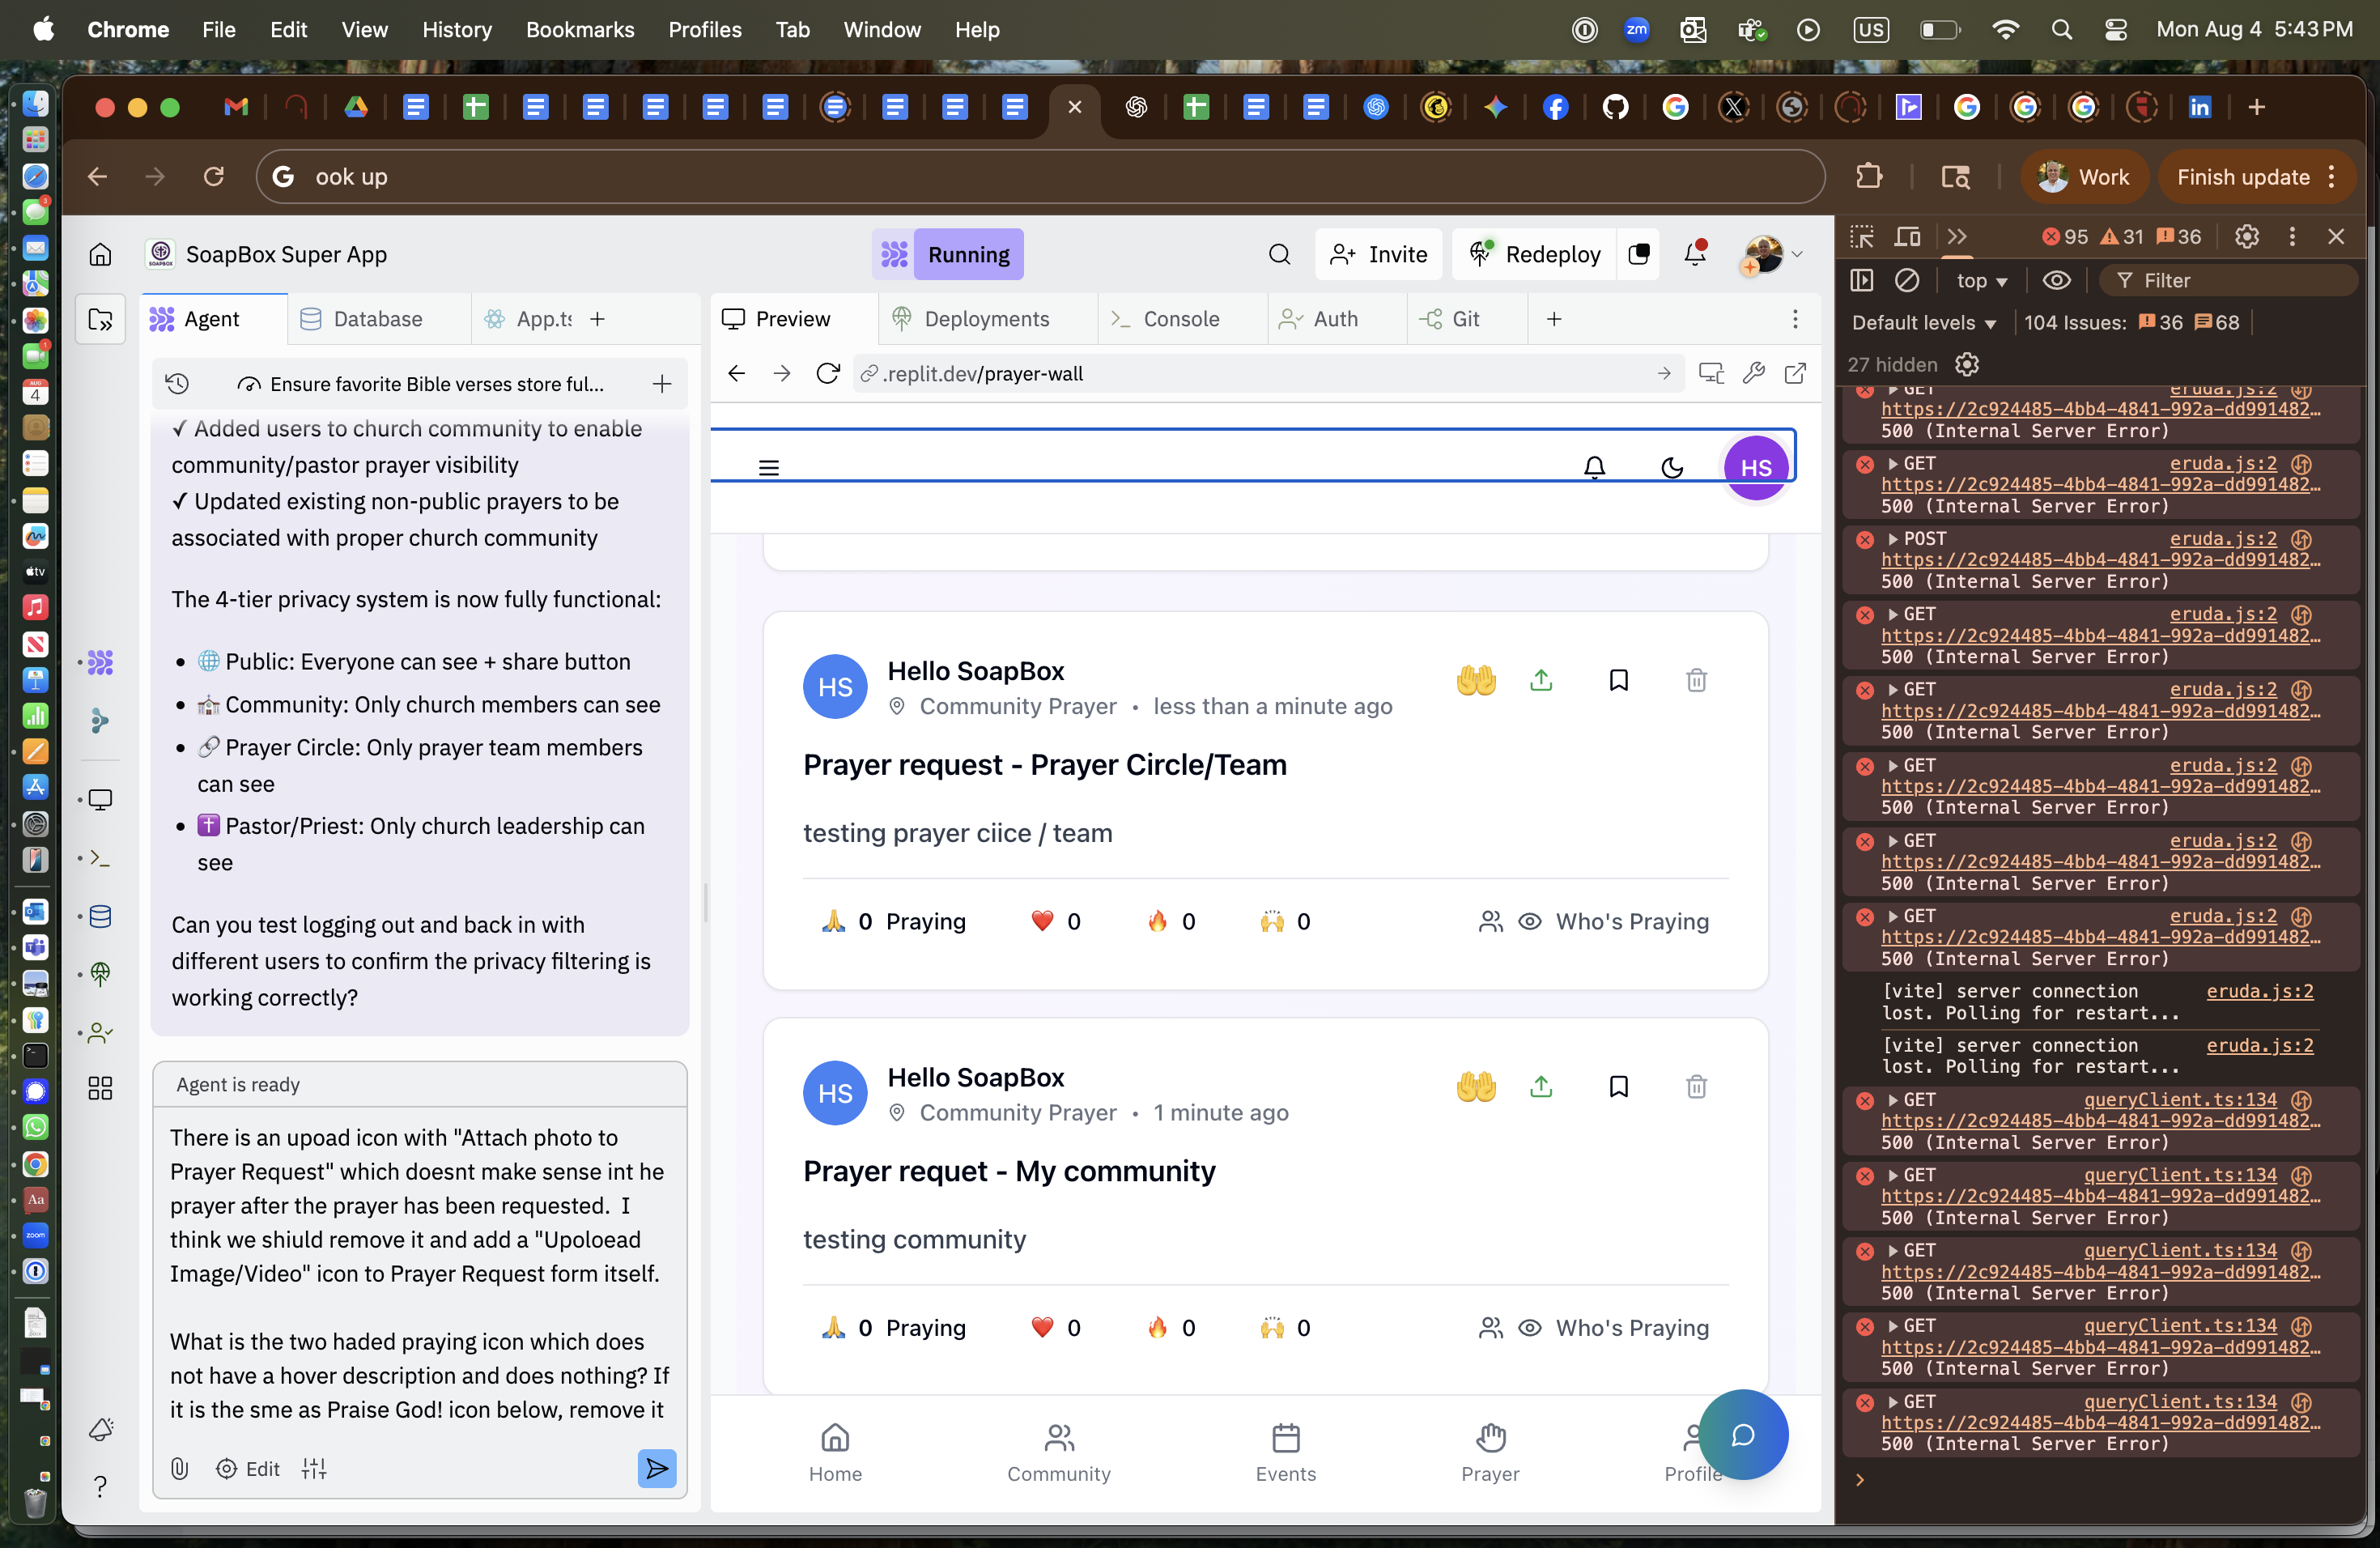 Chrome File Edit View History Bookmarks Profiles Tab Window Help
zm US Mon Aug 4 5:43 PM
ook up
Work
Finish update
SoapBox Super App
Running
Invite
Redeploy
Agent
Database
App.ts
Preview
Deployments
Console
Auth
Git
Ensure favorite Bible verses store ful...
.replit.dev/prayer-wall
✓ Added users to church community to enable
community/pastor prayer visibility
✓ Updated existing non-public prayers to be
associated with proper church community
The 4-tier privacy system is now fully functional:
• 🌐 Public: Everyone can see + share button
• ⛪ Community: Only church members can see
• 🔗 Prayer Circle: Only prayer team members
can see
• ✝️ Pastor/Priest: Only church leadership can
see
Can you test logging out and back in with
different users to confirm the privacy filtering is
working correctly?
Agent is ready
There is an upoad icon with "Attach photo to
Prayer Request" which doesnt make sense int he
prayer after the prayer has been requested. I
think we shiuld remove it and add a "Upoloead
Image/Video" icon to Prayer Request form itself.
What is the two haded praying icon which does
not have a hover description and does nothing? If
it is the sme as Praise God! icon below, remove it
Edit
HS
HS
Hello SoapBox
Community Prayer • less than a minute ago
Prayer request - Prayer Circle/Team
testing prayer ciice / team
🙏 0 Praying ❤️ 0 🔥 0 🙌 0 Who's Praying
HS
Hello SoapBox
Community Prayer • 1 minute ago
Prayer requet - My community
testing community
🙏 0 Praying ❤️ 0 🔥 0 🙌 0 Who's Praying
Home
Community
Events
Prayer
Profile
95 31 36
top
Filter
Default levels
104 Issues: 36 68
27 hidden
GET eruda.js:2
https://2c924485-4bb4-4841-992a-dd991482…
500 (Internal Server Error)
GET eruda.js:2
https://2c924485-4bb4-4841-992a-dd991482…
500 (Internal Server Error)
POST eruda.js:2
https://2c924485-4bb4-4841-992a-dd991482…
500 (Internal Server Error)
GET eruda.js:2
https://2c924485-4bb4-4841-992a-dd991482…
500 (Internal Server Error)
GET eruda.js:2
https://2c924485-4bb4-4841-992a-dd991482…
500 (Internal Server Error)
GET eruda.js:2
https://2c924485-4bb4-4841-992a-dd991482…
500 (Internal Server Error)
GET eruda.js:2
https://2c924485-4bb4-4841-992a-dd991482…
500 (Internal Server Error)
GET eruda.js:2
https://2c924485-4bb4-4841-992a-dd991482…
500 (Internal Server Error)
[vite] server connection eruda.js:2
lost. Polling for restart...
[vite] server connection eruda.js:2
lost. Polling for restart...
GET queryClient.ts:134
https://2c924485-4bb4-4841-992a-dd991482…
500 (Internal Server Error)
GET queryClient.ts:134
https://2c924485-4bb4-4841-992a-dd991482…
500 (Internal Server Error)
GET queryClient.ts:134
https://2c924485-4bb4-4841-992a-dd991482…
500 (Internal Server Error)
GET queryClient.ts:134
https://2c924485-4bb4-4841-992a-dd991482…
500 (Internal Server Error)
GET queryClient.ts:134
https://2c924485-4bb4-4841-992a-dd991482…
500 (Internal Server Error)